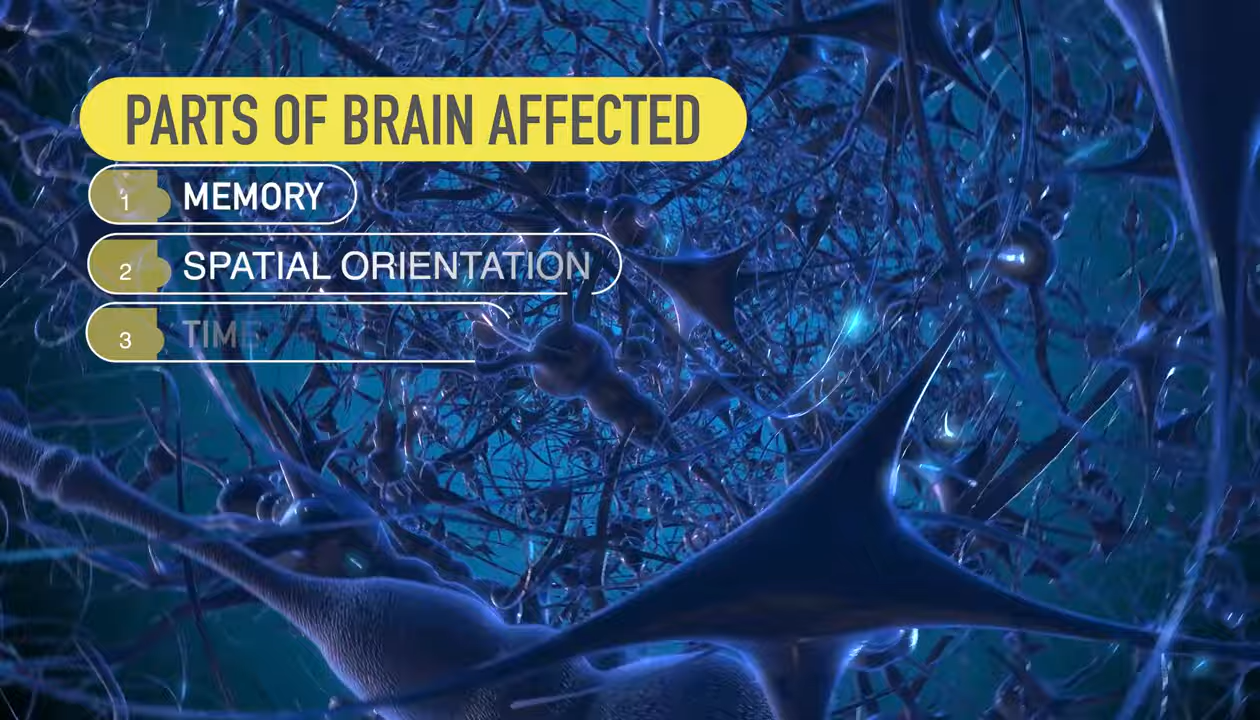 PARTS OF BRAIN AFFECTED
1 MEMORY
2 SPATIAL ORIENTATION
3 TIME